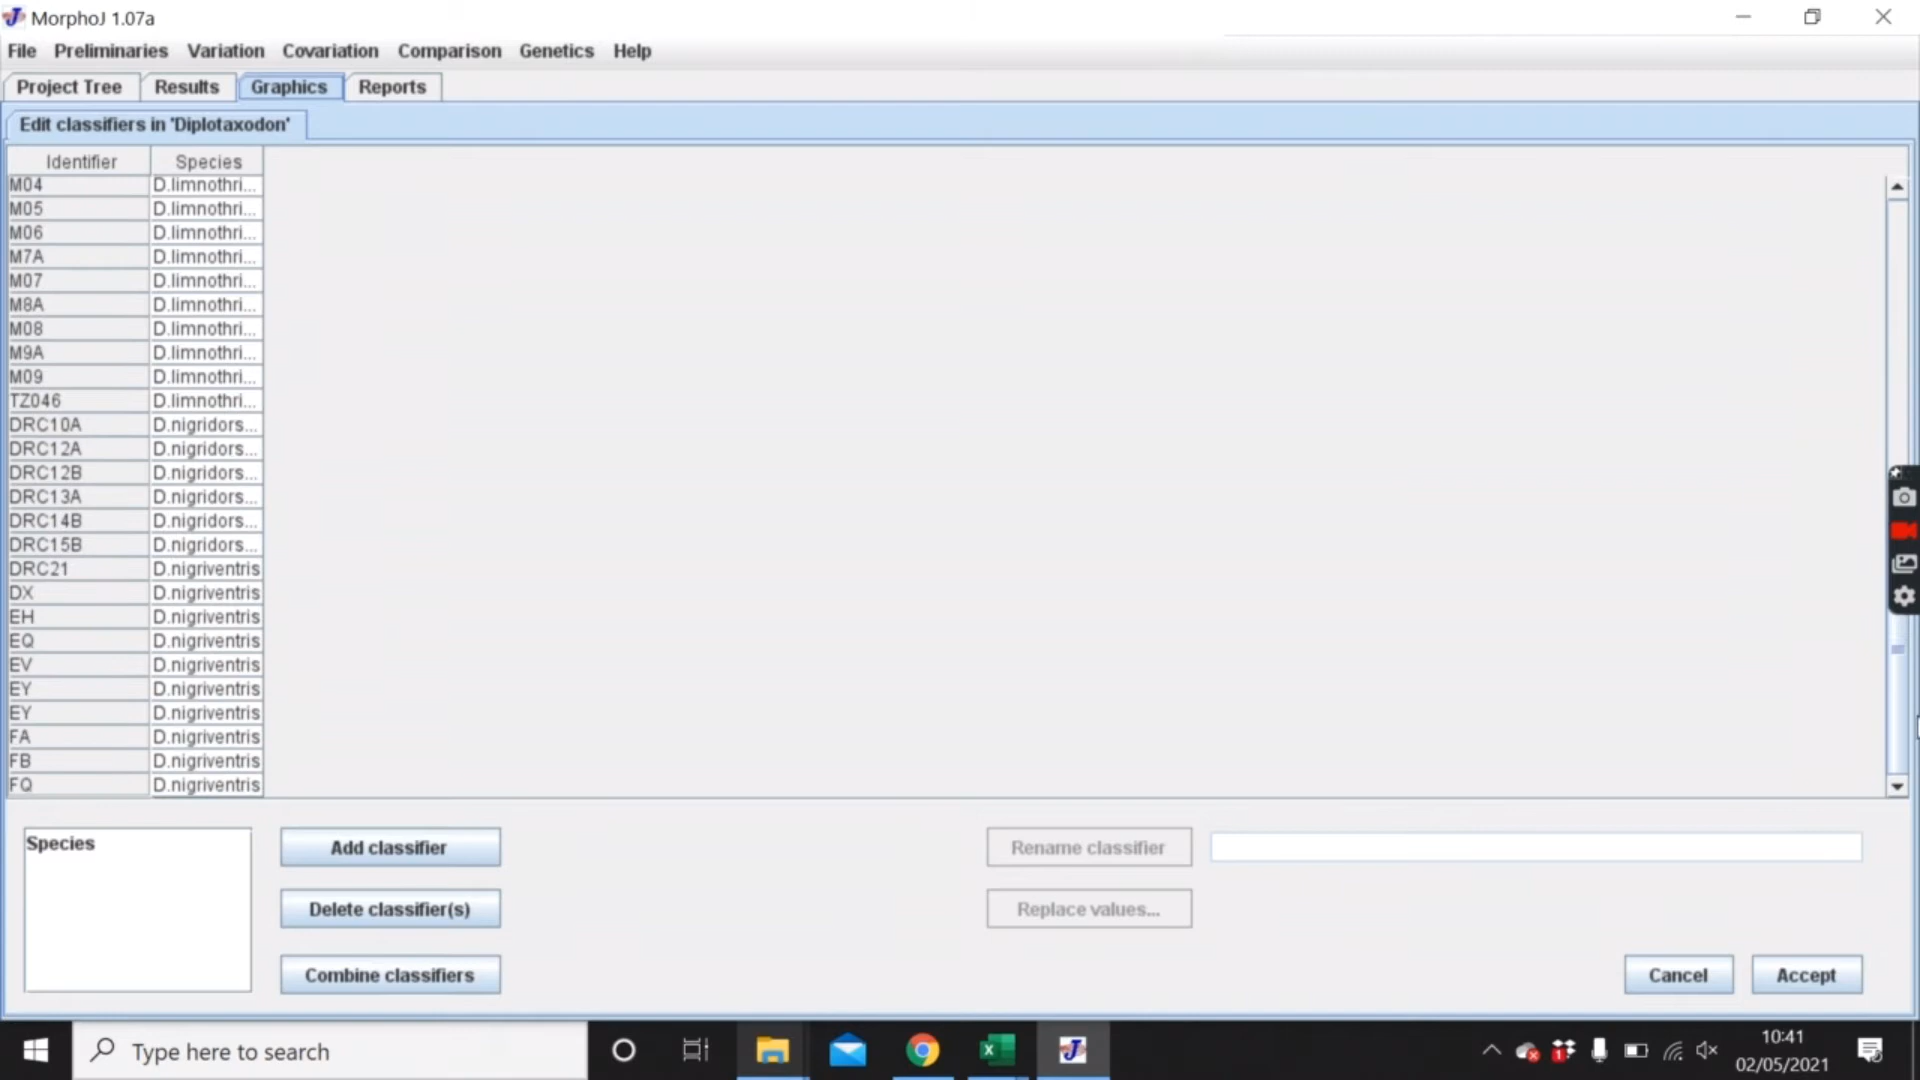 MorphoJ 1.07a
File Preliminaries Variation Covariation Comparison Genetics Help
Project Tree Results Graphics Reports
Edit classifiers in 'Diplotaxodon'
Identifier Species
M04 D.limnothri...
M05 D.limnothri...
M06 D.limnothri...
M7A D.limnothri...
M07 D.limnothri...
M8A D.limnothri...
M08 D.limnothri...
M9A D.limnothri...
M09 D.limnothri...
TZ046 D.limnothri...
DRC10A D.nigridors...
DRC12A D.nigridors...
DRC12B D.nigridors...
DRC13A D.nigridors...
DRC14B D.nigridors...
DRC15B D.nigridors...
DRC21 D.nigriventris
DX D.nigriventris
EH D.nigriventris
EQ D.nigriventris
EV D.nigriventris
EY D.nigriventris
EY D.nigriventris
FA D.nigriventris
FB D.nigriventris
FQ D.nigriventris
Species Add classifier Rename classifier
Delete classifier(s) Replace values...
Combine classifiers Cancel Accept
Type here to search 10:41
02/05/2021